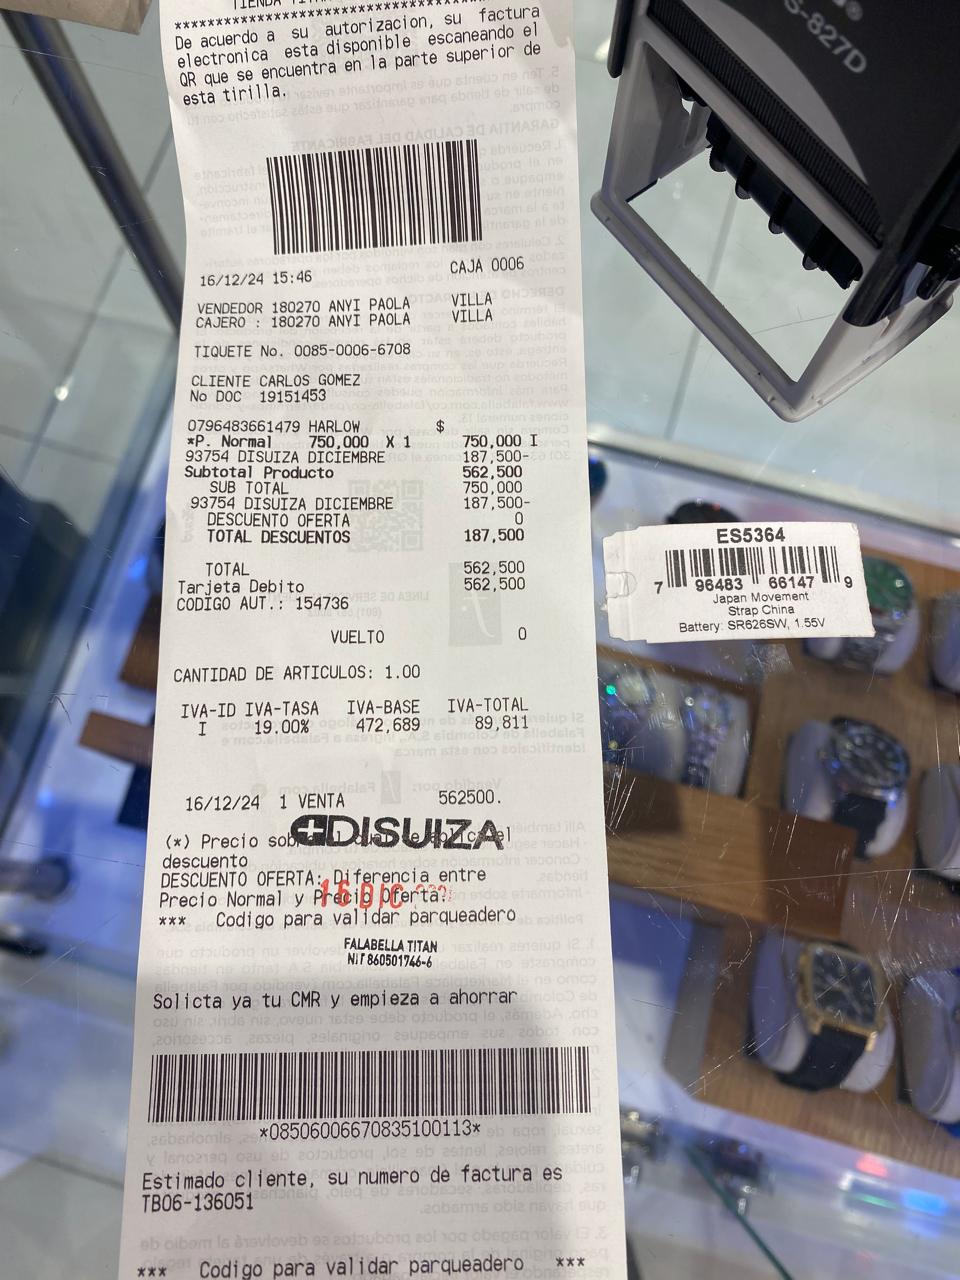 TIENDA TITA
****************************************
De acuerdo a su autorizacion, su factura
electronica esta disponible escaneando el
QR que se encuentra en la parte superior de
esta tirilla.
16/12/24 15:46 CAJA 0006
VENDEDOR 180270 ANYI PAOLA VILLA
CAJERO : 180270 ANYI PAOLA VILLA
TIQUETE No. 0085-0006-6708
CLIENTE CARLOS GOMEZ
No DOC 19151453
0796483661479 HARLOW $
*P. Normal 750,000 X 1 750,000 I
93754 DISUIZA DICIEMBRE 187,500-
Subtotal Producto 562,500
SUB TOTAL 750,000
93754 DISUIZA DICIEMBRE 187,500-
DESCUENTO OFERTA 0
TOTAL DESCUENTOS 187,500
TOTAL 562,500
Tarjeta Debito 562,500
CODIGO AUT.: 154736
VUELTO 0
CANTIDAD DE ARTICULOS: 1.00
IVA-ID IVA-TASA IVA-BASE IVA-TOTAL
I 19.00% 472,689 89,811
16/12/24 1 VENTA 562500.
DISUIZA
(*) Precio sobre el
descuento
DESCUENTO OFERTA: Diferencia entre
Precio Normal y Precio Oferta.
16 DIC
*** Codigo para validar parqueadero
FALABELLA TITAN
NIT 860501746-6
Solicta ya tu CMR y empieza a ahorrar
*08506006670835100113*
Estimado cliente, su numero de factura es
TB06-136051
*** Codigo para validar parqueadero ***
S-827D
ES5364
7 96483 66147 9
Japan Movement
Strap China
Battery: SR626SW, 1.55V